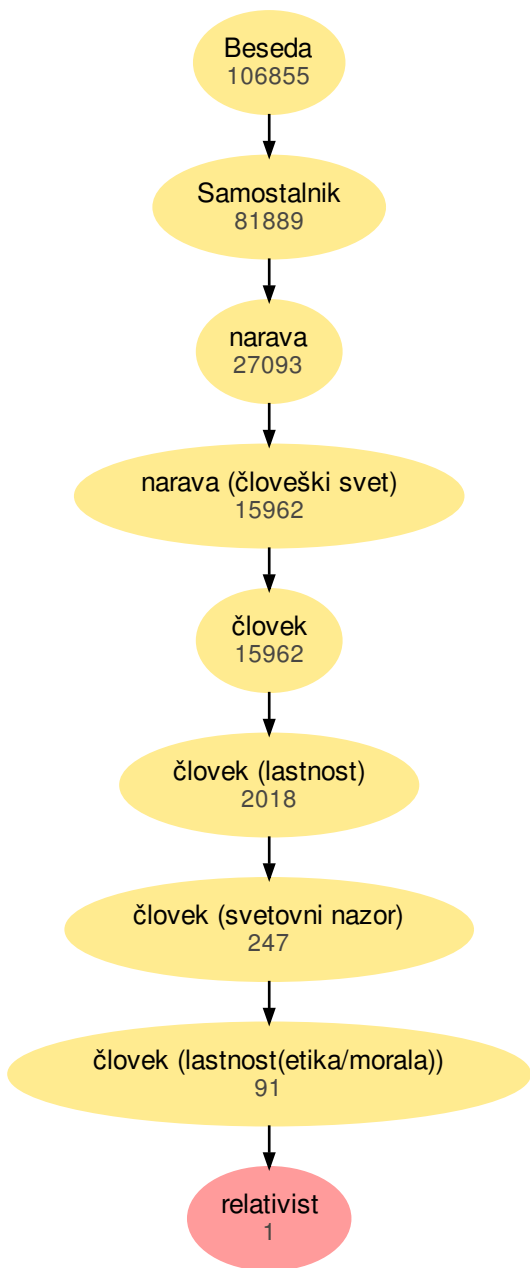 Beseda
106855
Samostalnik
81889
narava
27093
narava (človeški svet)
15962
človek
15962
človek (lastnost)
2018
človek (svetovni nazor)
247
človek (lastnost(etika/morala))
91
relativist
1